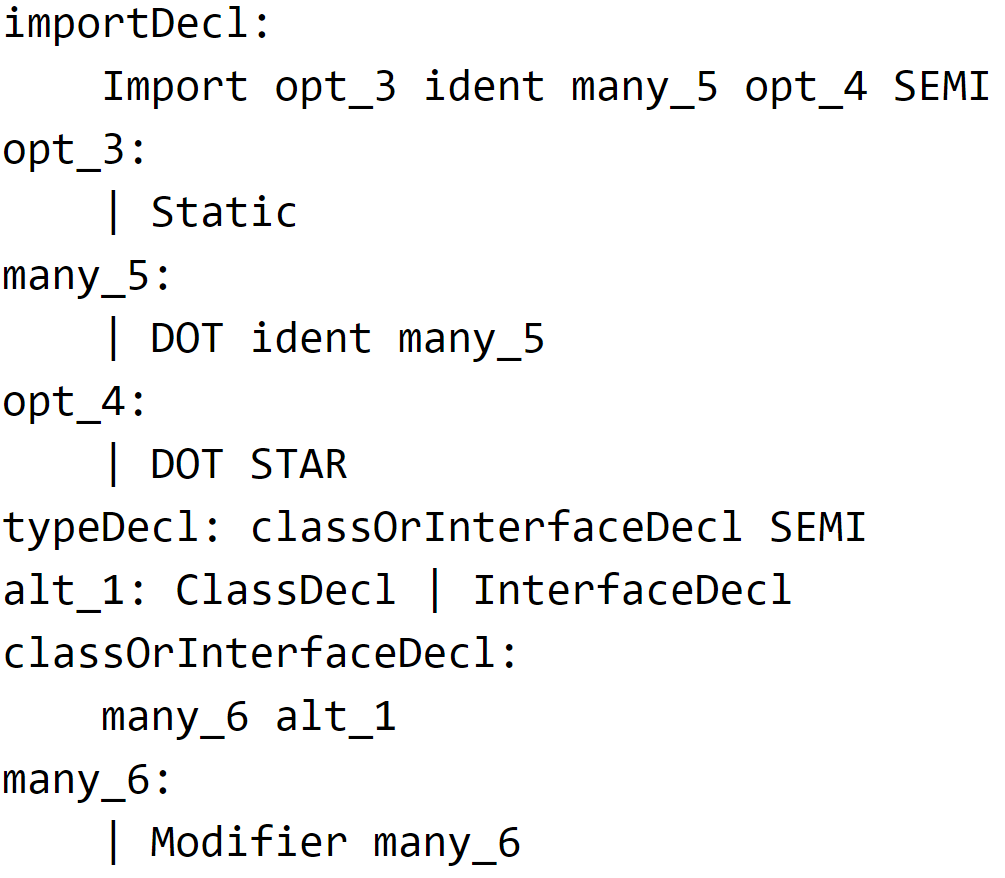 importDecl:
    Import opt_3 ident many_5 opt_4 SEMI
opt_3:
    | Static
many_5:
    | DOT ident many_5
opt_4:
    | DOT STAR
typeDecl: classOrInterfaceDecl SEMI
alt_1: ClassDecl | InterfaceDecl
classOrInterfaceDecl:
    many_6 alt_1
many_6:
    | Modifier many_6